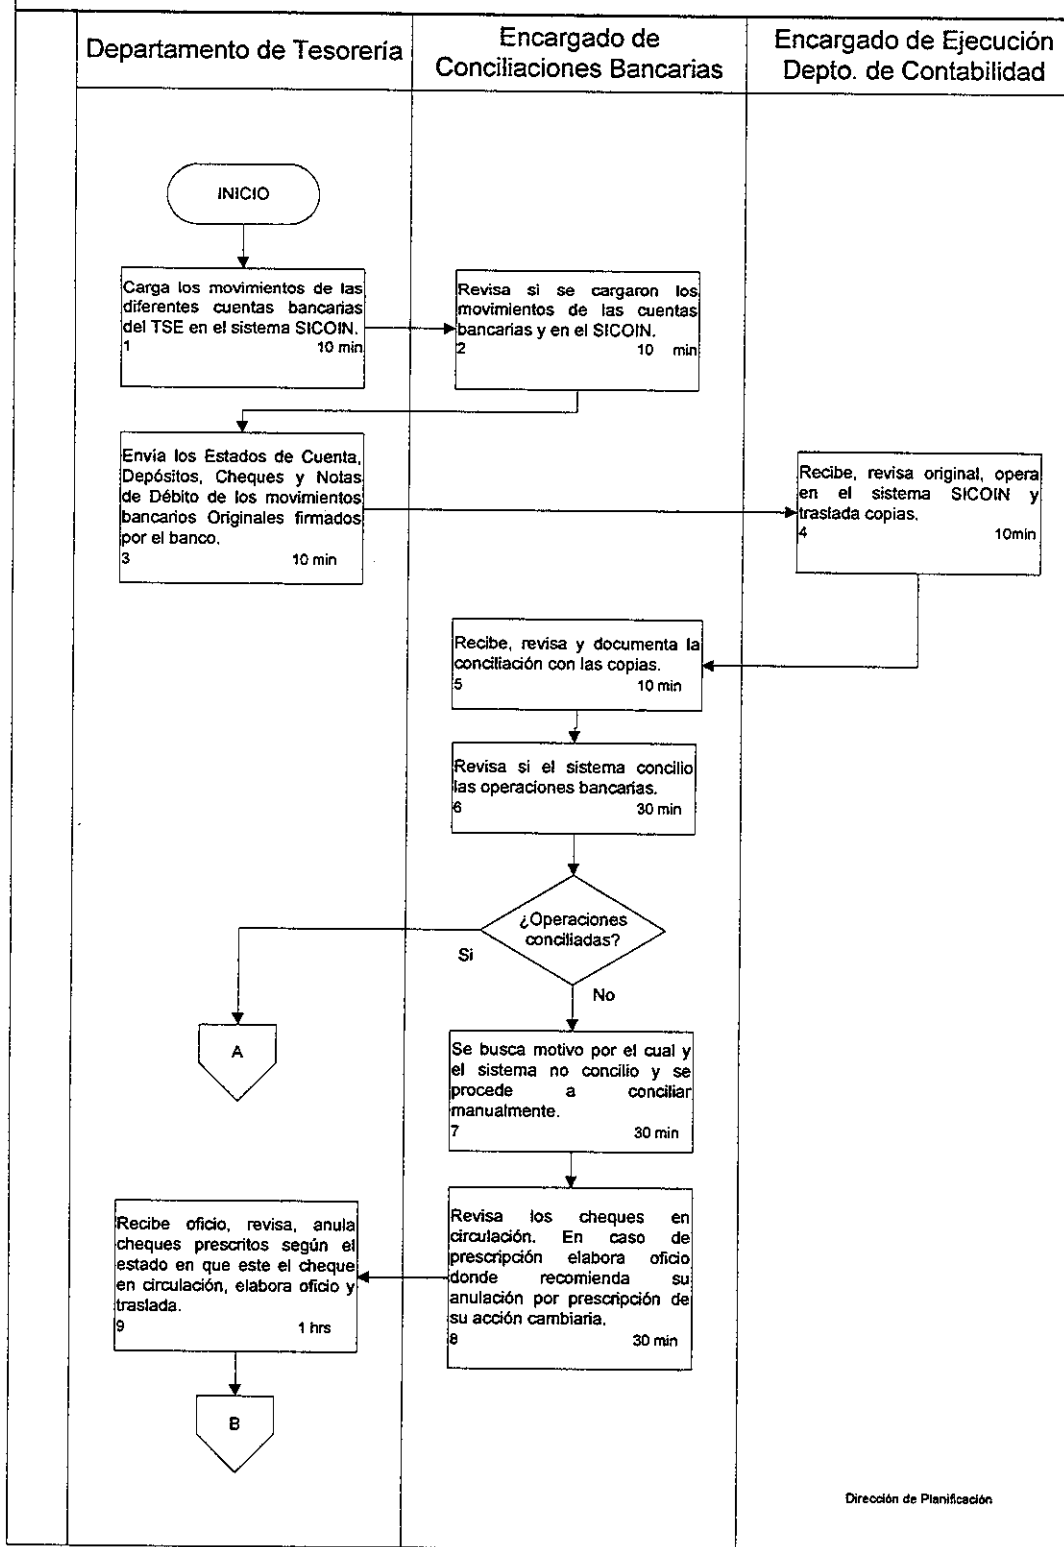 Departamento de Tesorería
Encargado de
Conciliaciones Bancarias
Encargado de Ejecución
Depto. de Contabilidad
INICIO
Carga los movimientos de las
diferentes cuentas bancarias
del TSE en el sistema SICOIN.
1 10 min
Revisa si se cargaron los
movimientos de las cuentas
bancarias y en el SICOIN.
2 10 min
Envía los Estados de Cuenta,
Depósitos, Cheques y Notas
de Débito de los movimientos
bancarios Originales firmados
por el banco.
3 10 min
Recibe, revisa original, opera
en el sistema SICOIN y
traslada copias.
4 10min
Recibe, revisa y documenta la
conciliación con las copias.
5 10 min
Revisa si el sistema concilio
las operaciones bancarias.
6 30 min
¿Operaciones
conciliadas?
Si
No
A
Se busca motivo por el cual y
el sistema no concilio y se
procede a conciliar
manualmente.
7 30 min
Revisa los cheques en
circulación. En caso de
prescripción elabora oficio
donde recomienda su
anulación por prescripción de
su acción cambiaria.
8 30 min
Recibe oficio, revisa, anula
cheques prescritos según el
estado en que este el cheque
en circulación, elabora oficio y
traslada.
9 1 hrs
B
Dirección de Planificación